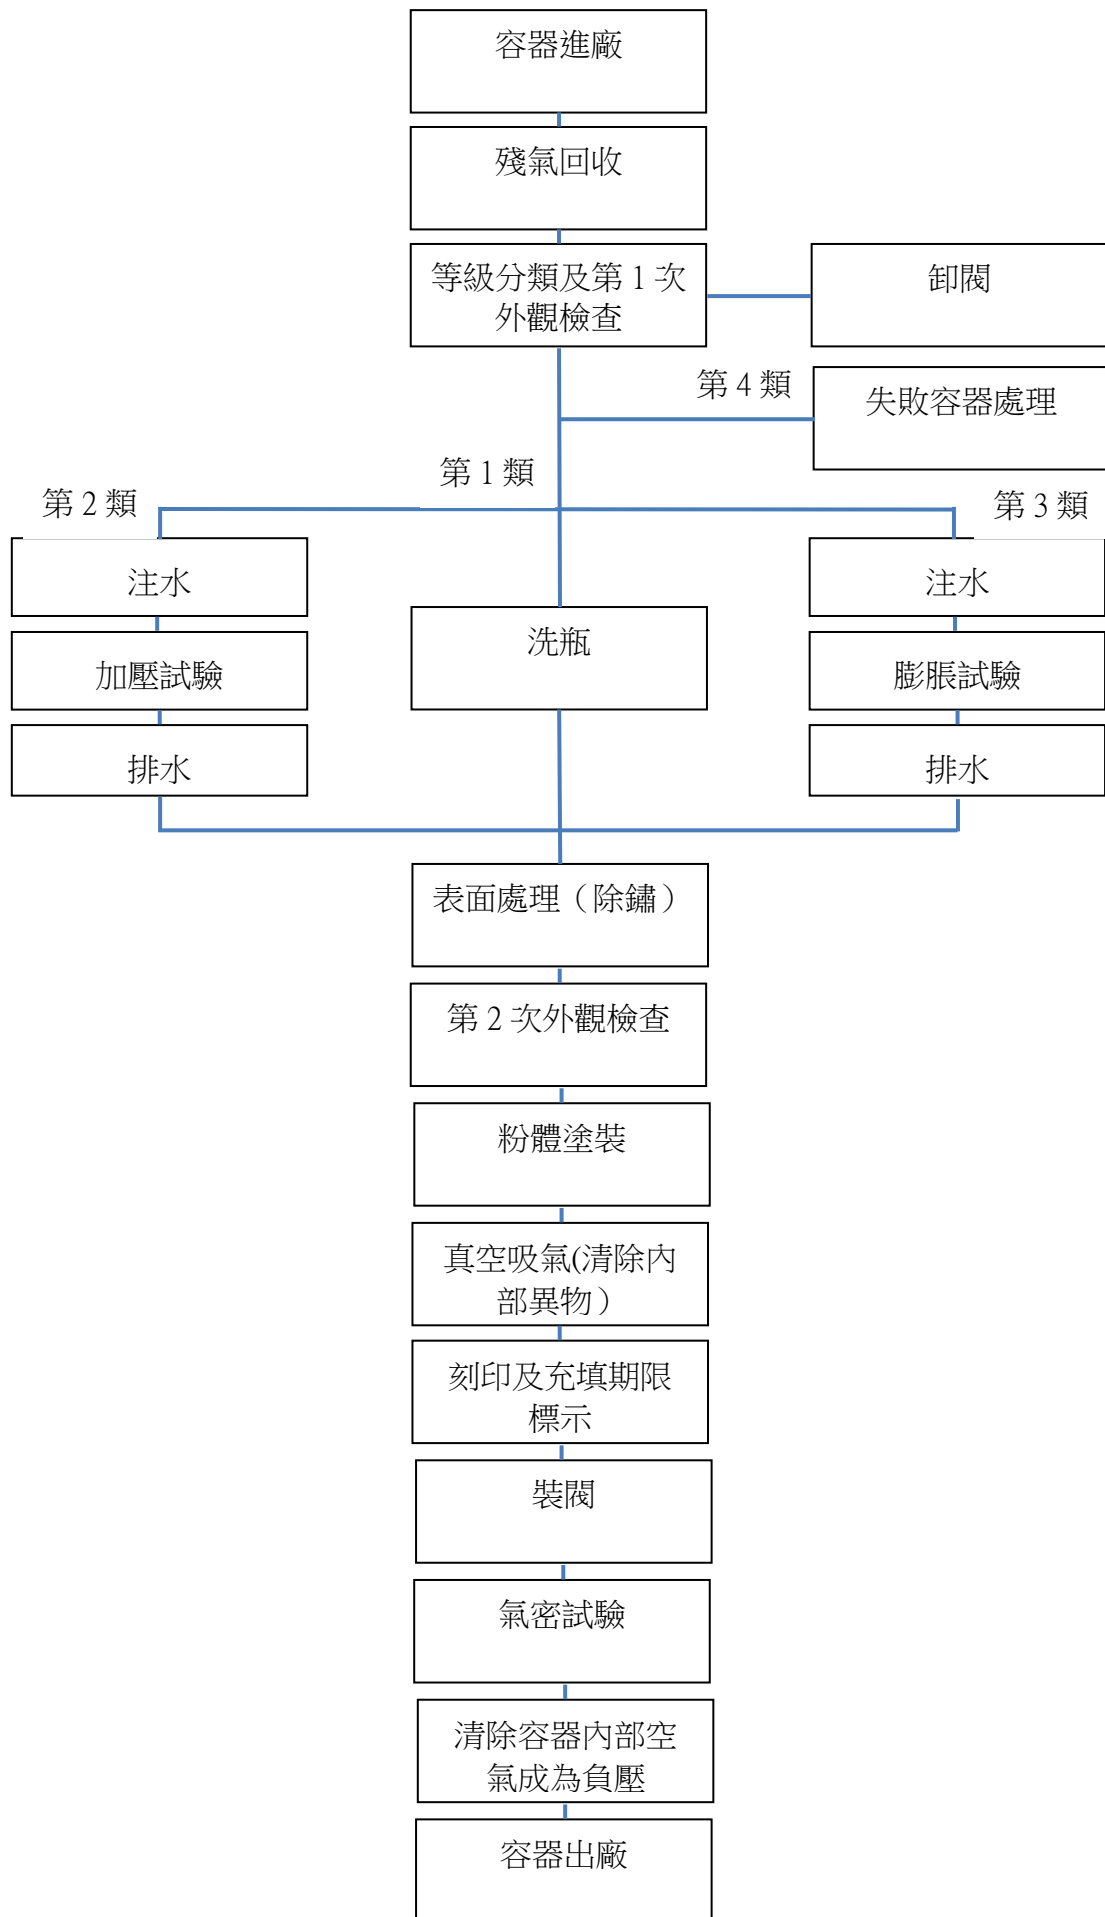 容器進廠
殘氣回收
等級分類及第 1 次
外觀檢查
卸閥
第 4 類
失敗容器處理
第 1 類
第 2 類
第 3 類
注水
注水
洗瓶
加壓試驗
膨脹試驗
排水
排水
表面處理（除鏽）
第 2 次外觀檢查
粉體塗裝
真空吸氣(清除內
部異物）
刻印及充填期限
標示
裝閥
氣密試驗
清除容器內部空
氣成為負壓
容器出廠